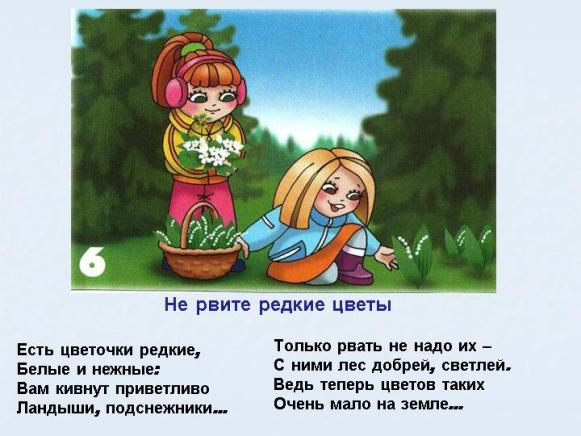 6
Не рвите редкие цветы
Есть цветочки редкие,
Белые и нежные:
Вам кивнут приветливо
Ландыши, подснежники...
Только рвать не надо их –
С ними лес добрей, светлей.
Ведь теперь цветов таких
Очень мало на земле...